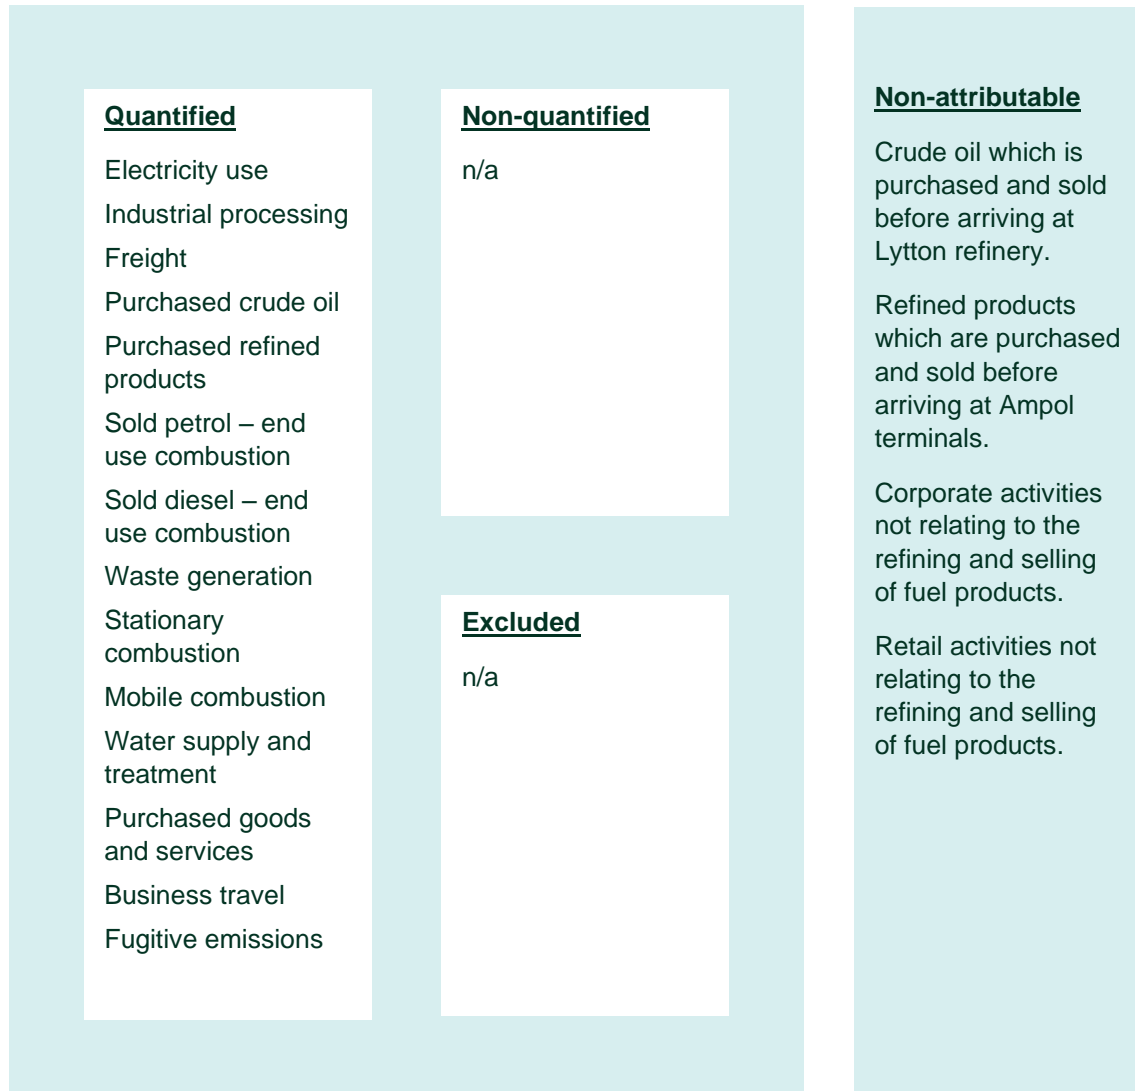 Quantified
Electricity use
Industrial processing
Freight
Purchased crude oil
Purchased refined
products
Sold petrol – end
use combustion
Sold diesel – end
use combustion
Waste generation
Stationary
combustion
Mobile combustion
Water supply and
treatment
Purchased goods
and services
Business travel
Fugitive emissions
Non-quantified
n/a
Excluded
n/a
Non-attributable
Crude oil which is
purchased and sold
before arriving at
Lytton refinery.
Refined products
which are purchased
and sold before
arriving at Ampol
terminals.
Corporate activities
not relating to the
refining and selling
of fuel products.
Retail activities not
relating to the
refining and selling
of fuel products.